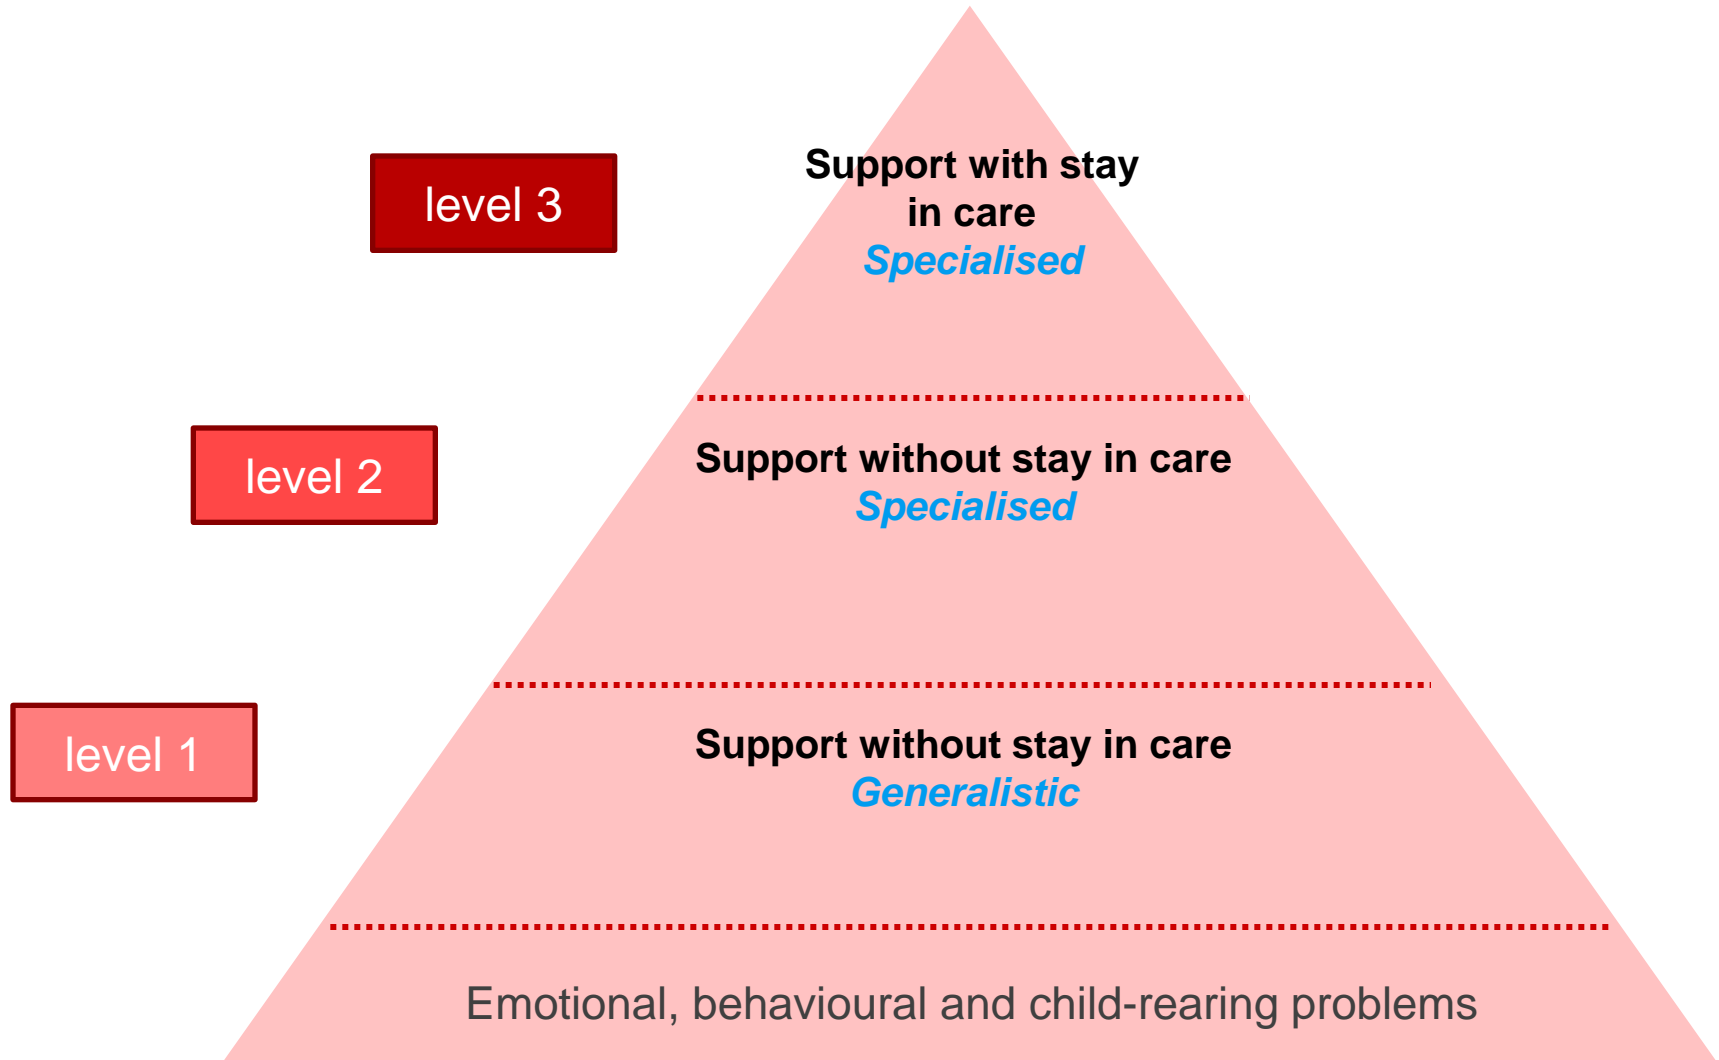 level 3
Support with stay
in care
Specialised
level 2
Support without stay in care
Specialised
level 1
Support without stay in care
Generalistic
Emotional, behavioural and child-rearing problems